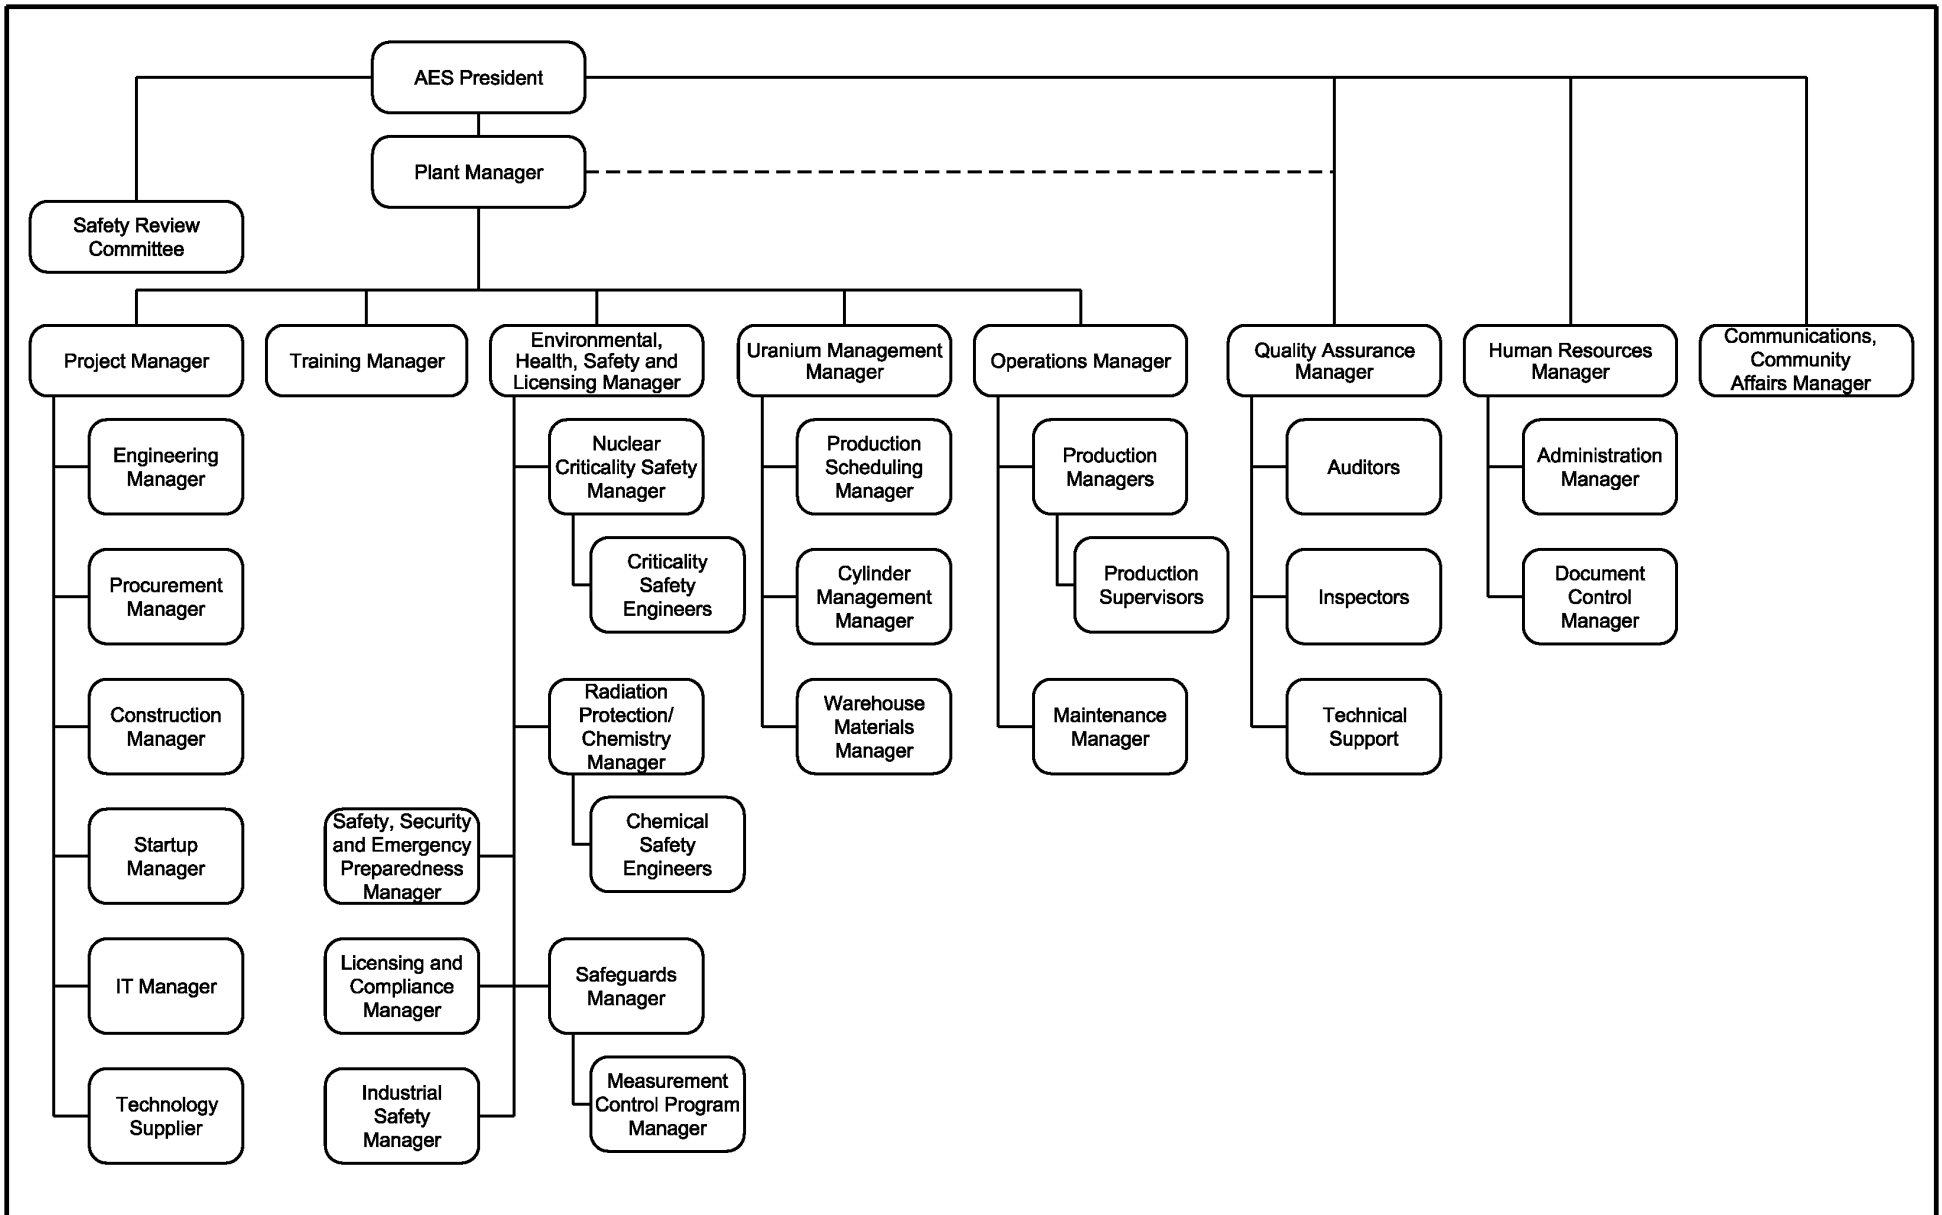 AES President
Plant Manager
Safety Review
Committee
Project Manager
Training Manager
Environmental,
Health, Safety and
Licensing Manager
Uranium Management
Manager
Operations Manager
Quality Assurance
Manager
Human Resources
Manager
Communications,
Community
Affairs Manager
Engineering
Manager
Procurement
Manager
Construction
Manager
Startup
Manager
IT Manager
Technology
Supplier
Nuclear
Criticality Safety
Manager
Criticality
Safety
Engineers
Radiation
Protection/
Chemistry
Manager
Chemical
Safety
Engineers
Safety, Security
and Emergency
Preparedness
Manager
Licensing and
Compliance
Manager
Safeguards
Manager
Industrial
Safety
Manager
Measurement
Control Program
Manager
Production
Scheduling
Manager
Cylinder
Management
Manager
Warehouse
Materials
Manager
Production
Managers
Production
Supervisors
Maintenance
Manager
Auditors
Inspectors
Technical
Support
Administration
Manager
Document
Control
Manager